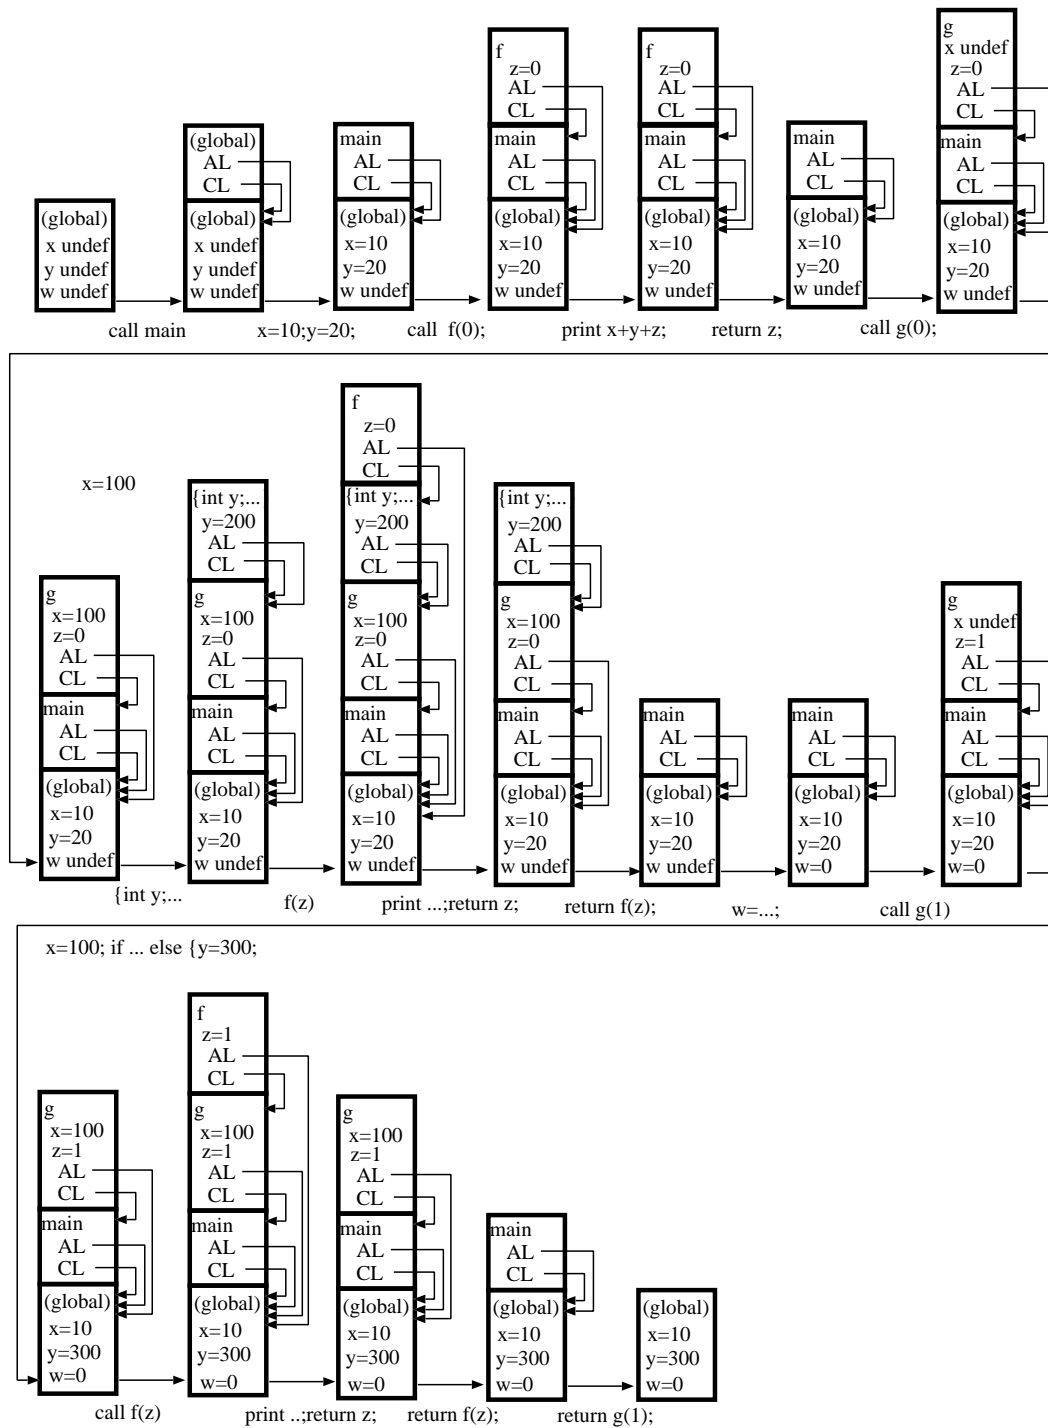 (global)
x undef
y undef
w undef
call main
(global)
AL
CL
(global)
x undef
y undef
w undef
x=10;y=20;
main
AL
CL
(global)
x=10
y=20
w undef
call f(0);
f
z=0
AL
CL
main
AL
CL
(global)
x=10
y=20
w undef
print x+y+z;
f
z=0
AL
CL
main
AL
CL
(global)
x=10
y=20
w undef
return z;
main
AL
CL
(global)
x=10
y=20
w undef
call g(0);
g
x undef
z=0
AL
CL
main
AL
CL
(global)
x=10
y=20
w undef
x=100
g
x=100
z=0
AL
CL
main
AL
CL
(global)
x=10
y=20
w undef
{int y;...
{int y;...
y=200
AL
CL
g
x=100
z=0
AL
CL
main
AL
CL
(global)
x=10
y=20
w undef
f(z)
f
z=0
AL
CL
{int y;...
y=200
AL
CL
g
x=100
z=0
AL
CL
main
AL
CL
(global)
x=10
y=20
w undef
print ...;return z;
{int y;...
y=200
AL
CL
g
x=100
z=0
AL
CL
main
AL
CL
(global)
x=10
y=20
w undef
return f(z);
main
AL
CL
(global)
x=10
y=20
w undef
w=...;
main
AL
CL
(global)
x=10
y=20
w=0
call g(1)
g
x undef
z=1
AL
CL
main
AL
CL
(global)
x=10
y=20
w=0
x=100; if ... else {y=300;
g
x=100
z=1
AL
CL
main
AL
CL
(global)
x=10
y=300
w=0
call f(z)
f
z=1
AL
CL
g
x=100
z=1
AL
CL
main
AL
CL
(global)
x=10
y=300
w=0
print ..;return z;
g
x=100
z=1
AL
CL
main
AL
CL
(global)
x=10
y=300
w=0
return f(z);
main
AL
CL
(global)
x=10
y=300
w=0
return g(1);
(global)
x=10
y=300
w=0